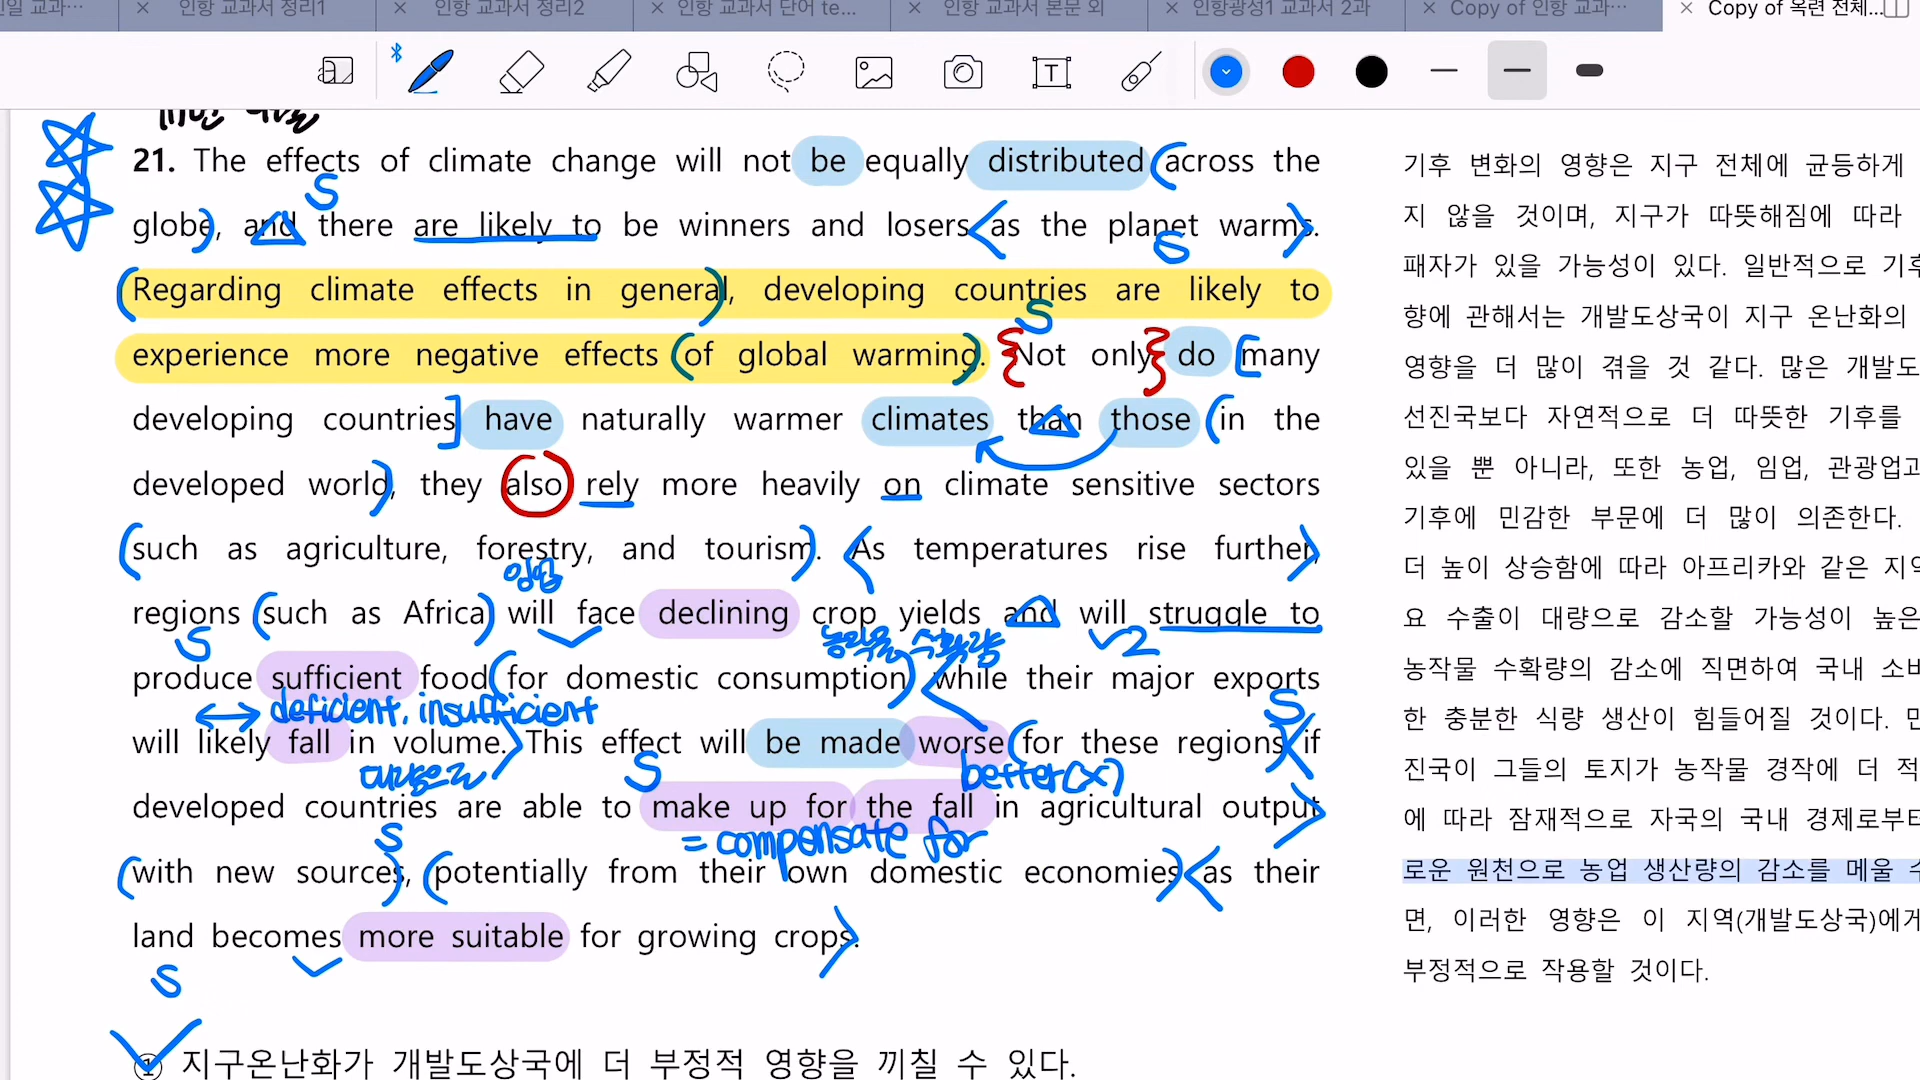 인일 교과…
인항 교과서 정리1
인항 교과서 정리2
인항 교과서 단어 te…
인항 교과서 본문 외
인항광성1 교과서 2과
Copy of 인항 교과…
Copy of 옥련 전체…
21. The effects of climate change will not be equally distributed (across the
globe), and there are likely to be winners and losers <as the planet warms>.
(Regarding climate effects in general), developing countries are likely to
experience more negative effects (of global warming). {Not only} do [many
developing countries] have naturally warmer climates than those (in the
developed world), they also rely more heavily on climate sensitive sectors
(such as agriculture, forestry, and tourism). <As temperatures rise further>,
임업
regions (such as Africa) will face declining crop yields and will struggle to
S 농작물 수확량 V2
produce sufficient food (for domestic consumption) <while their major exports
↔ deficient, insufficient S
will likely fall in volume.> This effect will be made worse (for these regions) <if
대량으로 S better(x)
developed countries are able to make up for the fall in agricultural output>
S = compensate for
(with new sources), (potentially from their own domestic economies) <as their
land becomes more suitable for growing crops>.
S
① 지구온난화가 개발도상국에 더 부정적 영향을 끼칠 수 있다.
기후 변화의 영향은 지구 전체에 균등하게
지 않을 것이며, 지구가 따뜻해짐에 따라
패자가 있을 가능성이 있다. 일반적으로 기후
향에 관해서는 개발도상국이 지구 온난화의
영향을 더 많이 겪을 것 같다. 많은 개발도
선진국보다 자연적으로 더 따뜻한 기후를
있을 뿐 아니라, 또한 농업, 임업, 관광업과
기후에 민감한 부문에 더 많이 의존한다.
더 높이 상승함에 따라 아프리카와 같은 지역
요 수출이 대량으로 감소할 가능성이 높은
농작물 수확량의 감소에 직면하여 국내 소비
한 충분한 식량 생산이 힘들어질 것이다. 만
진국이 그들의 토지가 농작물 경작에 더 적
에 따라 잠재적으로 자국의 국내 경제로부터
로운 원천으로 농업 생산량의 감소를 메울 수
면, 이러한 영향은 이 지역(개발도상국)에게
부정적으로 작용할 것이다.